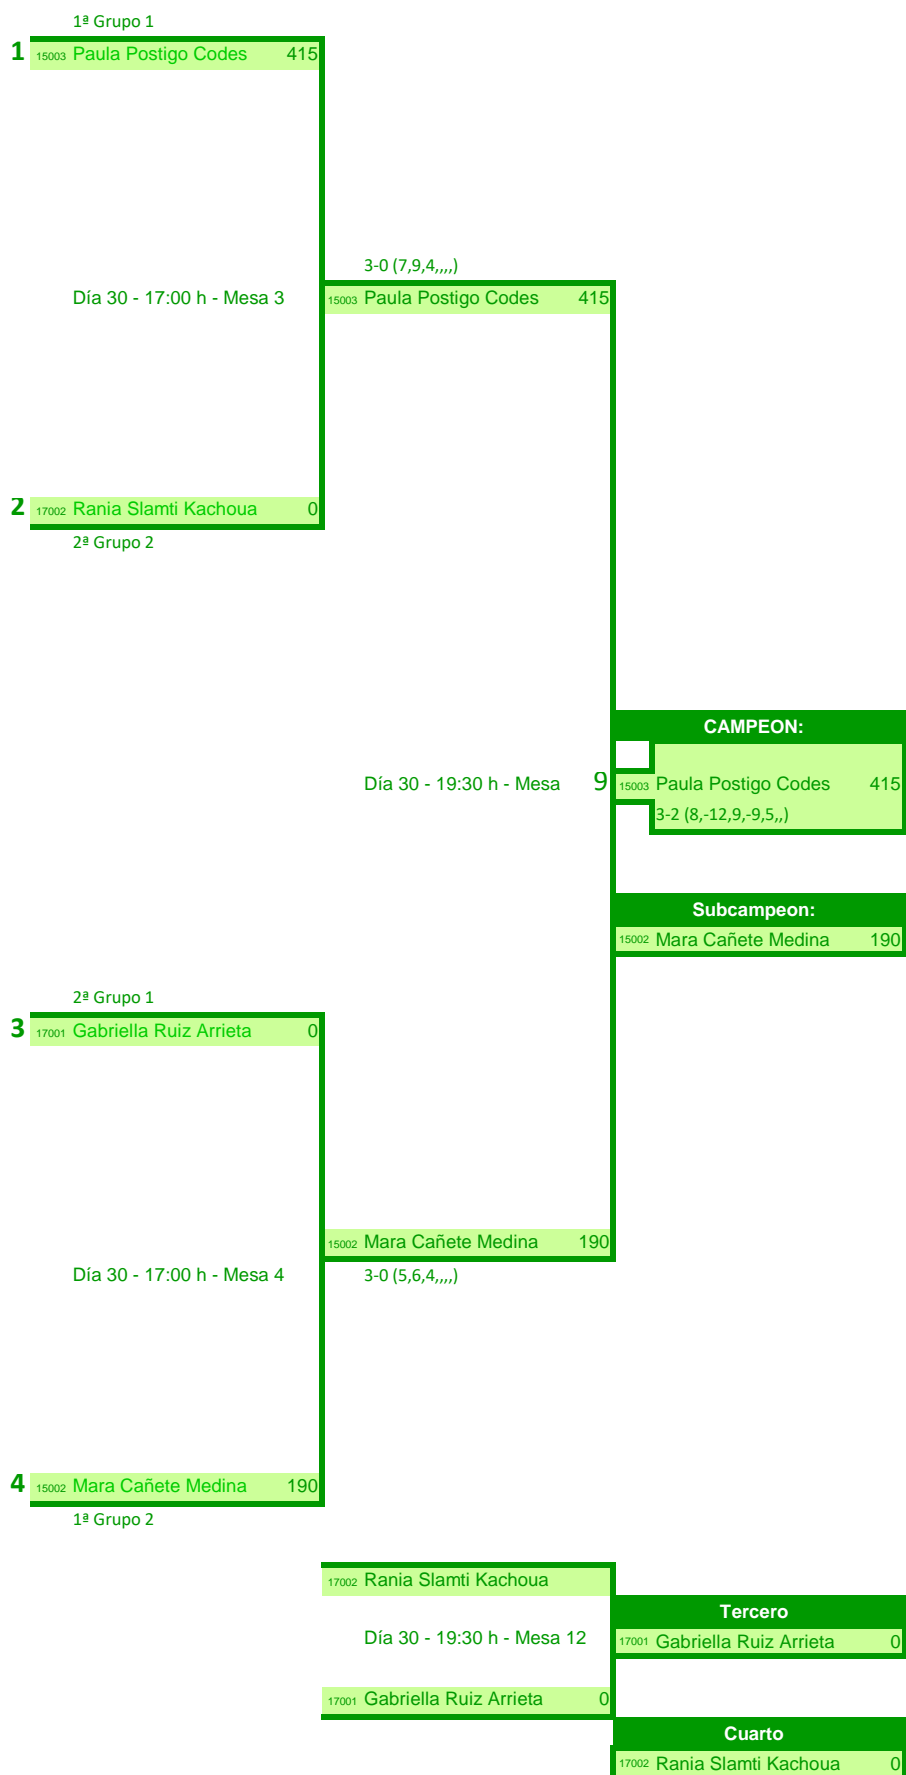 1ª Grupo 1
1 15003 Paula Postigo Codes 415
3-0 (7,9,4,,,,)
Día 30 - 17:00 h - Mesa 3
15003 Paula Postigo Codes 415
2 17002 Rania Slamti Kachoua 0
2ª Grupo 2
CAMPEON:
Día 30 - 19:30 h - Mesa 9
15003 Paula Postigo Codes 415
3-2 (8,-12,9,-9,5,,)
Subcampeon:
15002 Mara Cañete Medina 190
2ª Grupo 1
3 17001 Gabriella Ruiz Arrieta 0
15002 Mara Cañete Medina 190
Día 30 - 17:00 h - Mesa 4
3-0 (5,6,4,,,,)
4 15002 Mara Cañete Medina 190
1ª Grupo 2
17002 Rania Slamti Kachoua
Tercero
Día 30 - 19:30 h - Mesa 12
17001 Gabriella Ruiz Arrieta 0
17001 Gabriella Ruiz Arrieta 0
Cuarto
17002 Rania Slamti Kachoua 0